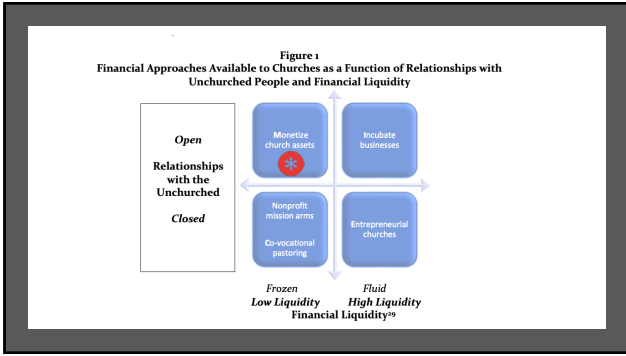 Figure 1
Financial Approaches Available to Churches as a Function of Relationships with
Unchurched People and Financial Liquidity
Open
Relationships
with the
Unchurched
Closed
Monetize
church assets
*
Incubate
businesses
Nonprofit
mission arms
Co-vocational
pastoring
Entrepreneurial
churches
Frozen
Low Liquidity
Fluid
High Liquidity
Financial Liquidity²⁹